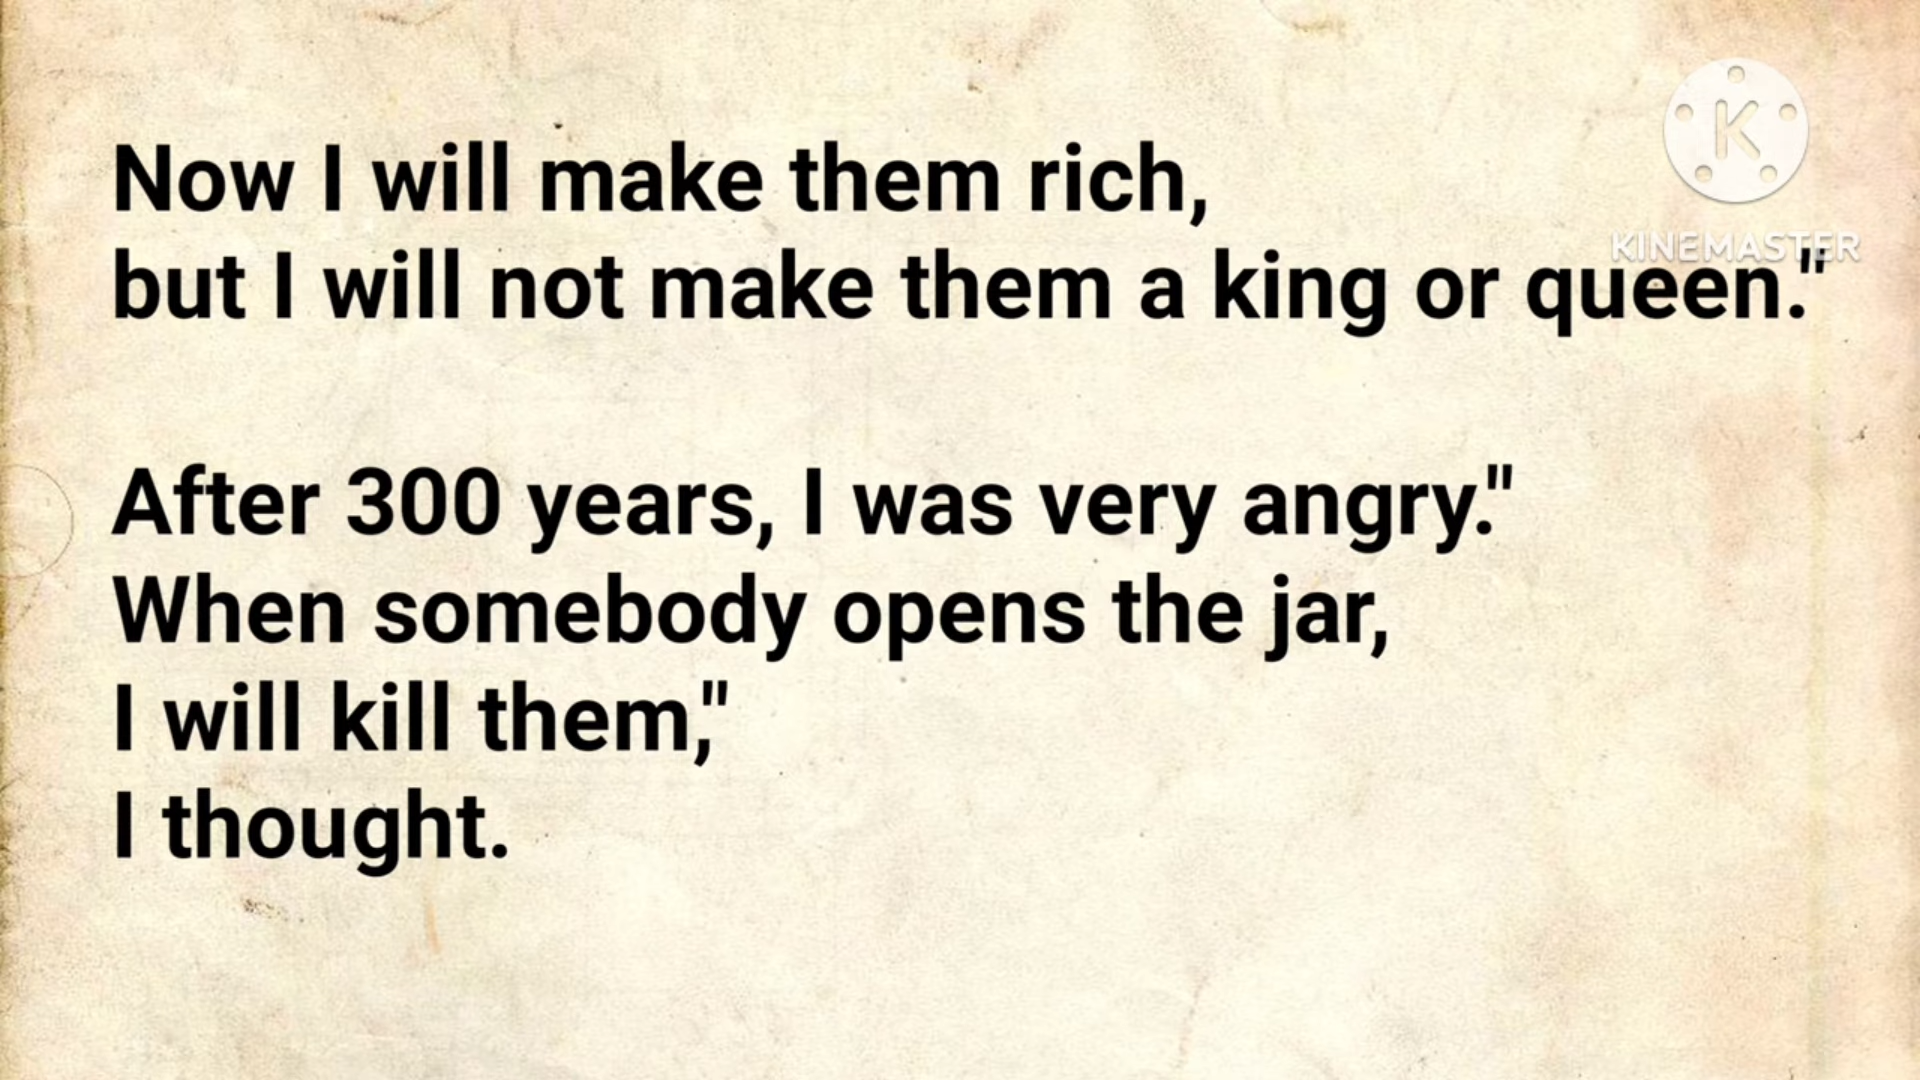 Now I will make them rich,
but I will not make them a king or queen."
After 300 years, I was very angry."
When somebody opens the jar,
I will kill them,"
I thought.
K
KINEMASTER